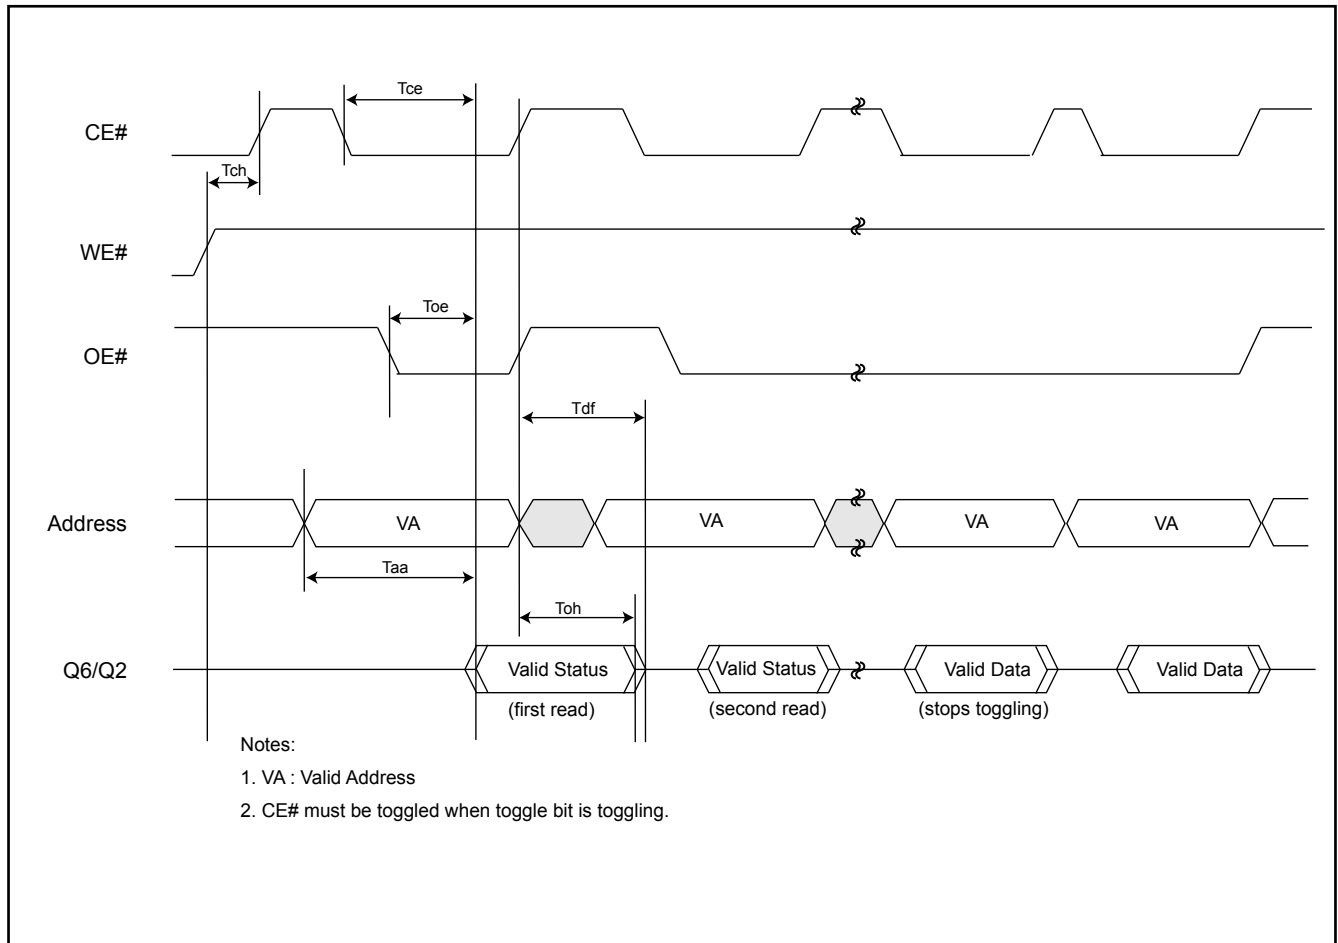 Tce
CE#
Tch
WE#
Toe
OE#
Tdf
Address
VA
VA
VA
VA
Taa
Toh
Q6/Q2
Valid Status
Valid Status
Valid Data
Valid Data
(first read)
(second read)
(stops toggling)
Notes:
1. VA : Valid Address
2. CE# must be toggled when toggle bit is toggling.